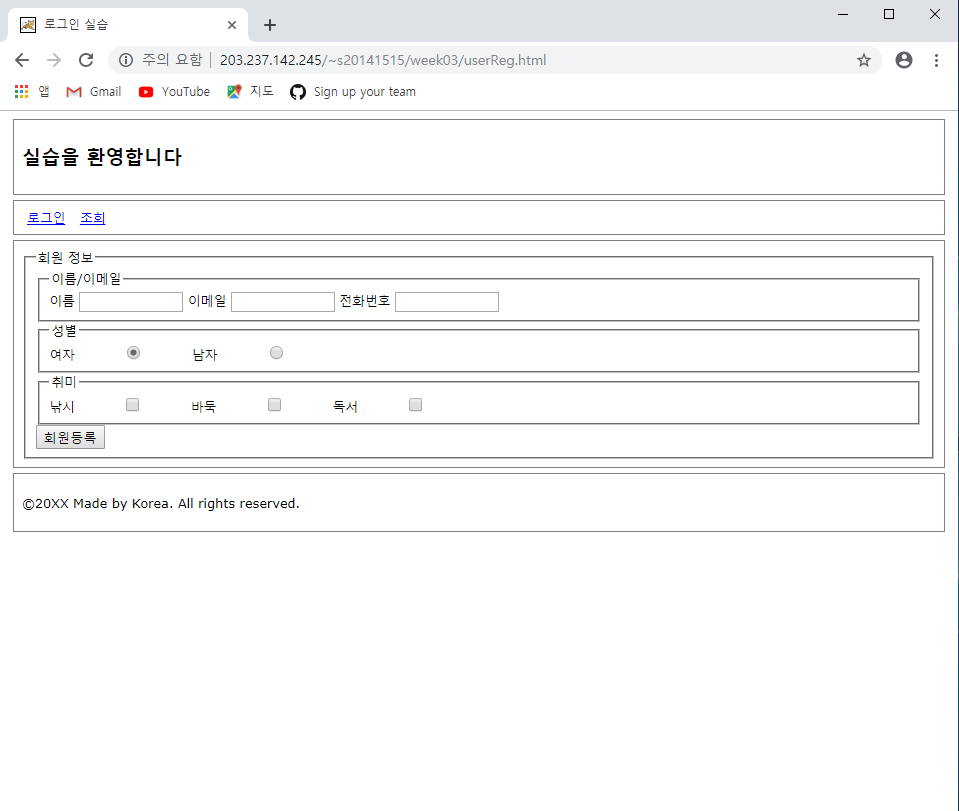 로그인 실습
주의 요함 203.237.142.245/~s20141515/week03/userReg.html
앱 Gmail YouTube 지도 Sign up your team
실습을 환영합니다
로그인 조회
회원 정보
이름/이메일
이름 이메일 전화번호
성별
여자 남자
취미
낚시 바둑 독서
회원등록
©20XX Made by Korea. All rights reserved.